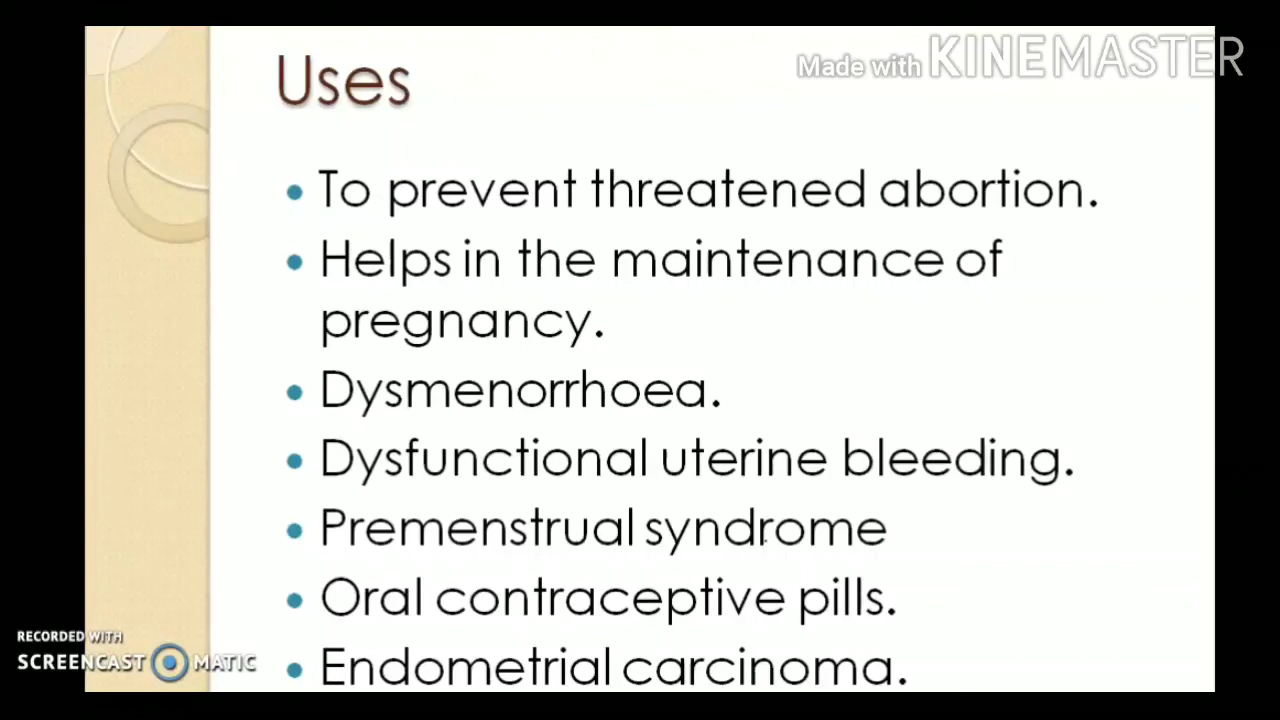 Made with KINEMASTER
Uses
• To prevent threatened abortion.
• Helps in the maintenance of
pregnancy.
• Dysmenorrhoea.
• Dysfunctional uterine bleeding.
• Premenstrual syndrome
• Oral contraceptive pills.
• Endometrial carcinoma.
RECORDED WITH
SCREENCAST MATIC